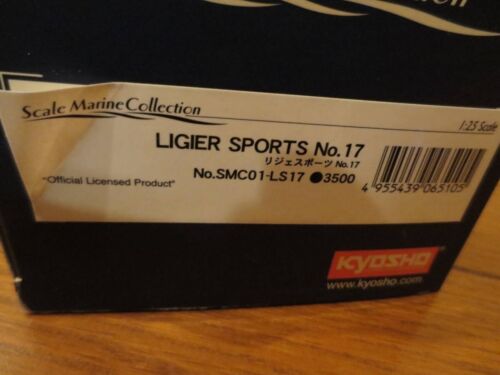 Scale Marine Collection
1:25 Scale
LIGIER SPORTS No.17
リジェスポーツ No.17
"Official Licensed Product"
No.SMC01-LS17 ●3500
4 955439 065105
KYOSHO
www.kyosho.com